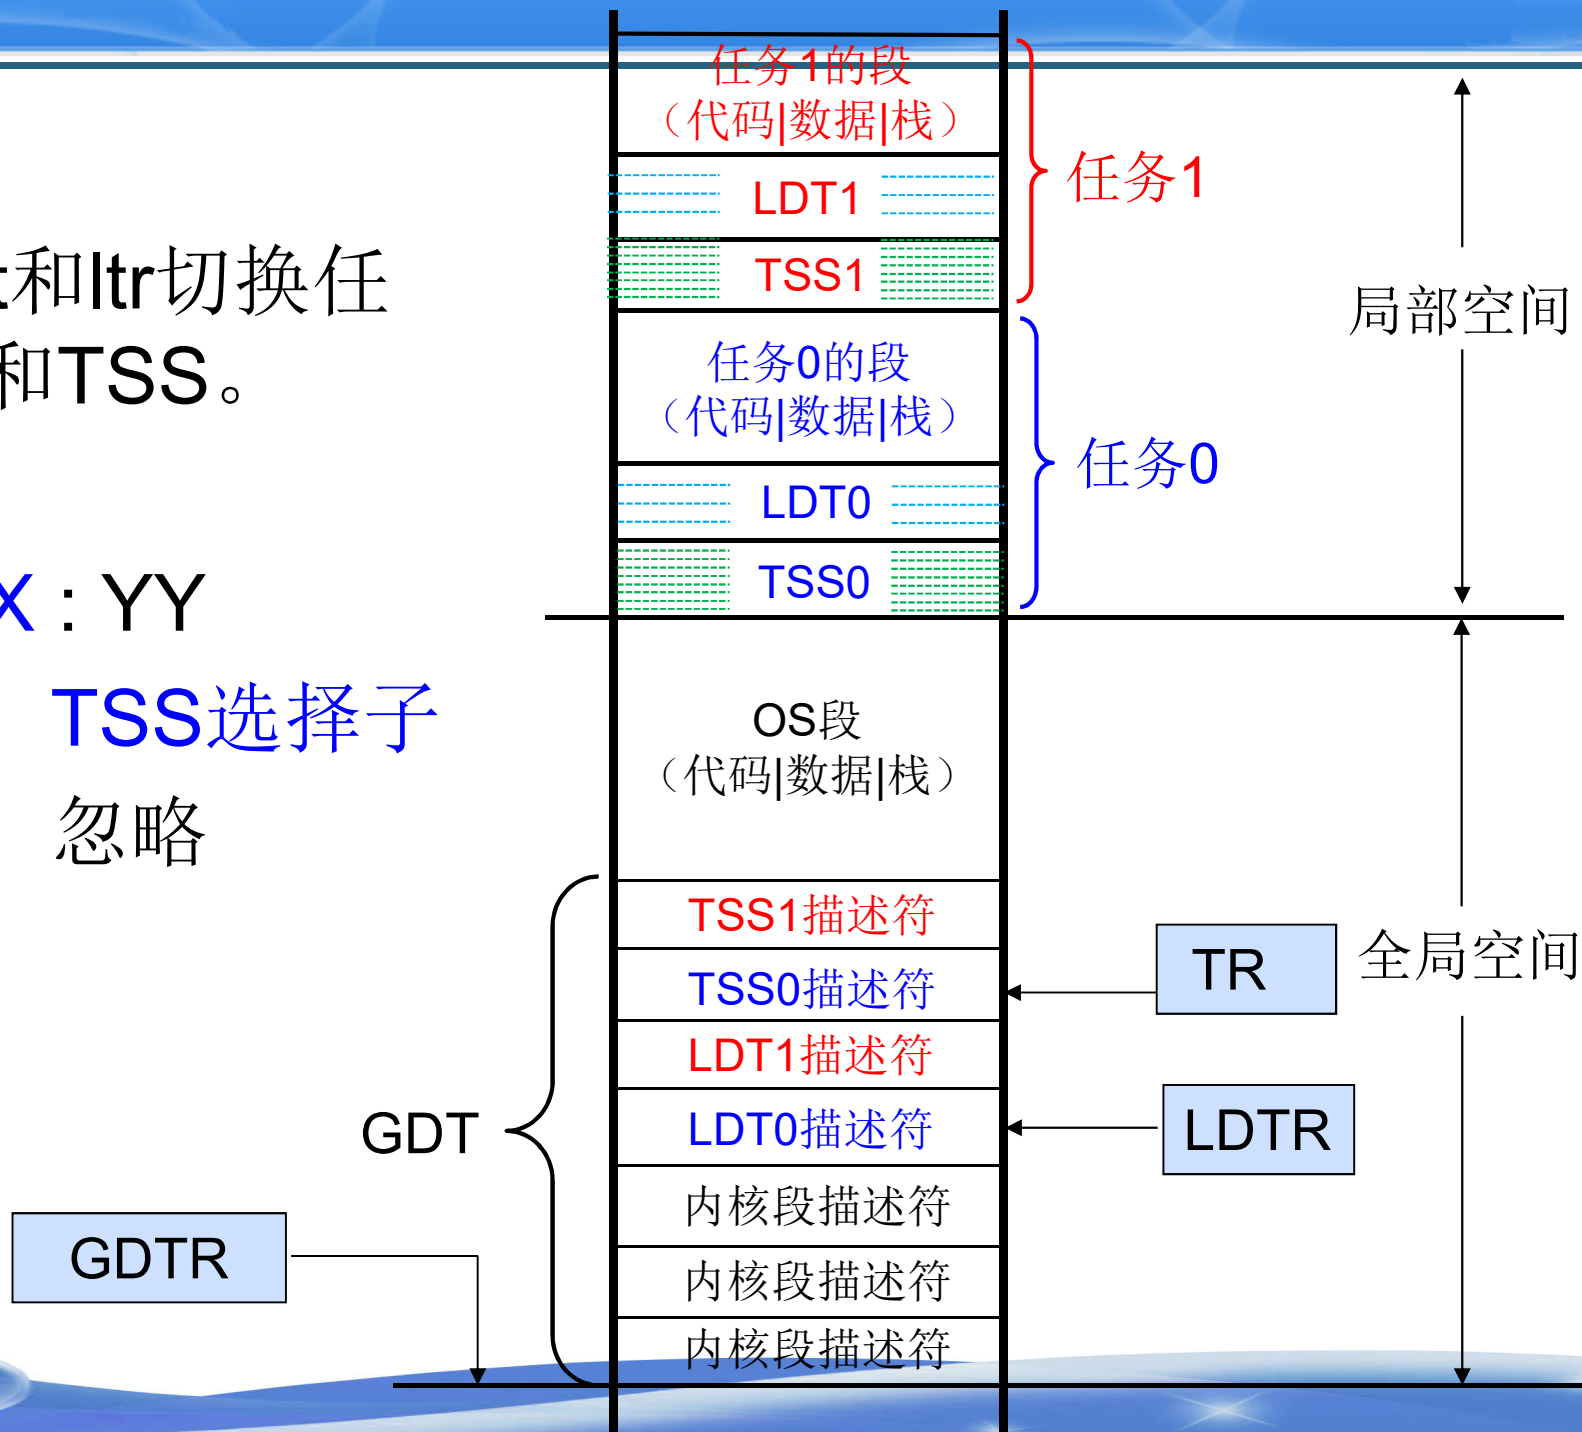 t和ltr切换任
和TSS。
X : YY
TSS选择子
忽略
任务1的段
（代码|数据|栈）
LDT1
TSS1
任务1
任务0的段
（代码|数据|栈）
LDT0
TSS0
任务0
局部空间
OS段
（代码|数据|栈）
TSS1描述符
TSS0描述符
LDT1描述符
LDT0描述符
内核段描述符
内核段描述符
内核段描述符
GDT
GDTR
TR
LDTR
全局空间